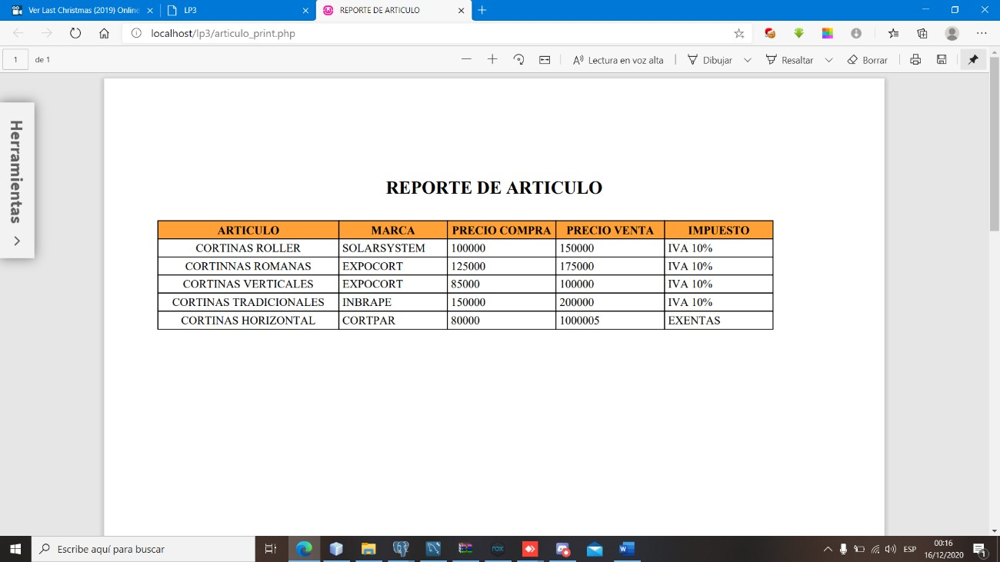 Ver Last Christmas (2019) Online
LP3
REPORTE DE ARTICULO
localhost/lp3/articulo_print.php
1 de 1
Lectura en voz alta
Dibujar
Resaltar
Borrar
Herramientas
REPORTE DE ARTICULO
ARTICULO MARCA PRECIO COMPRA PRECIO VENTA IMPUESTO
CORTINAS ROLLER SOLARSYSTEM 100000 150000 IVA 10%
CORTINNAS ROMANAS EXPOCORT 125000 175000 IVA 10%
CORTINAS VERTICALES EXPOCORT 85000 100000 IVA 10%
CORTINAS TRADICIONALES INBRAPE 150000 200000 IVA 10%
CORTINAS HORIZONTAL CORTPAR 80000 1000005 EXENTAS
Escribe aquí para buscar
nox
ESP
00:16
16/12/2020
1